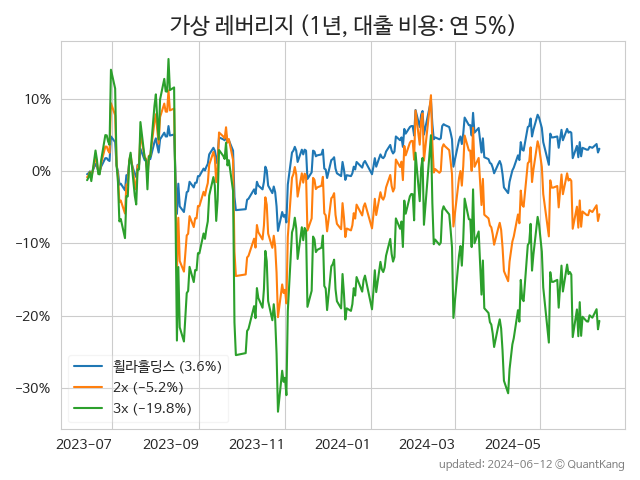 가상 레버리지 (1년, 대출 비용: 연 5%)
10%
0%
−10%
−20%
−30%
휠라홀딩스 (3.6%)
2x (−5.2%)
3x (−19.8%)
2023-07 2023-09 2023-11 2024-01 2024-03 2024-05
updated: 2024-06-12 © QuantKang